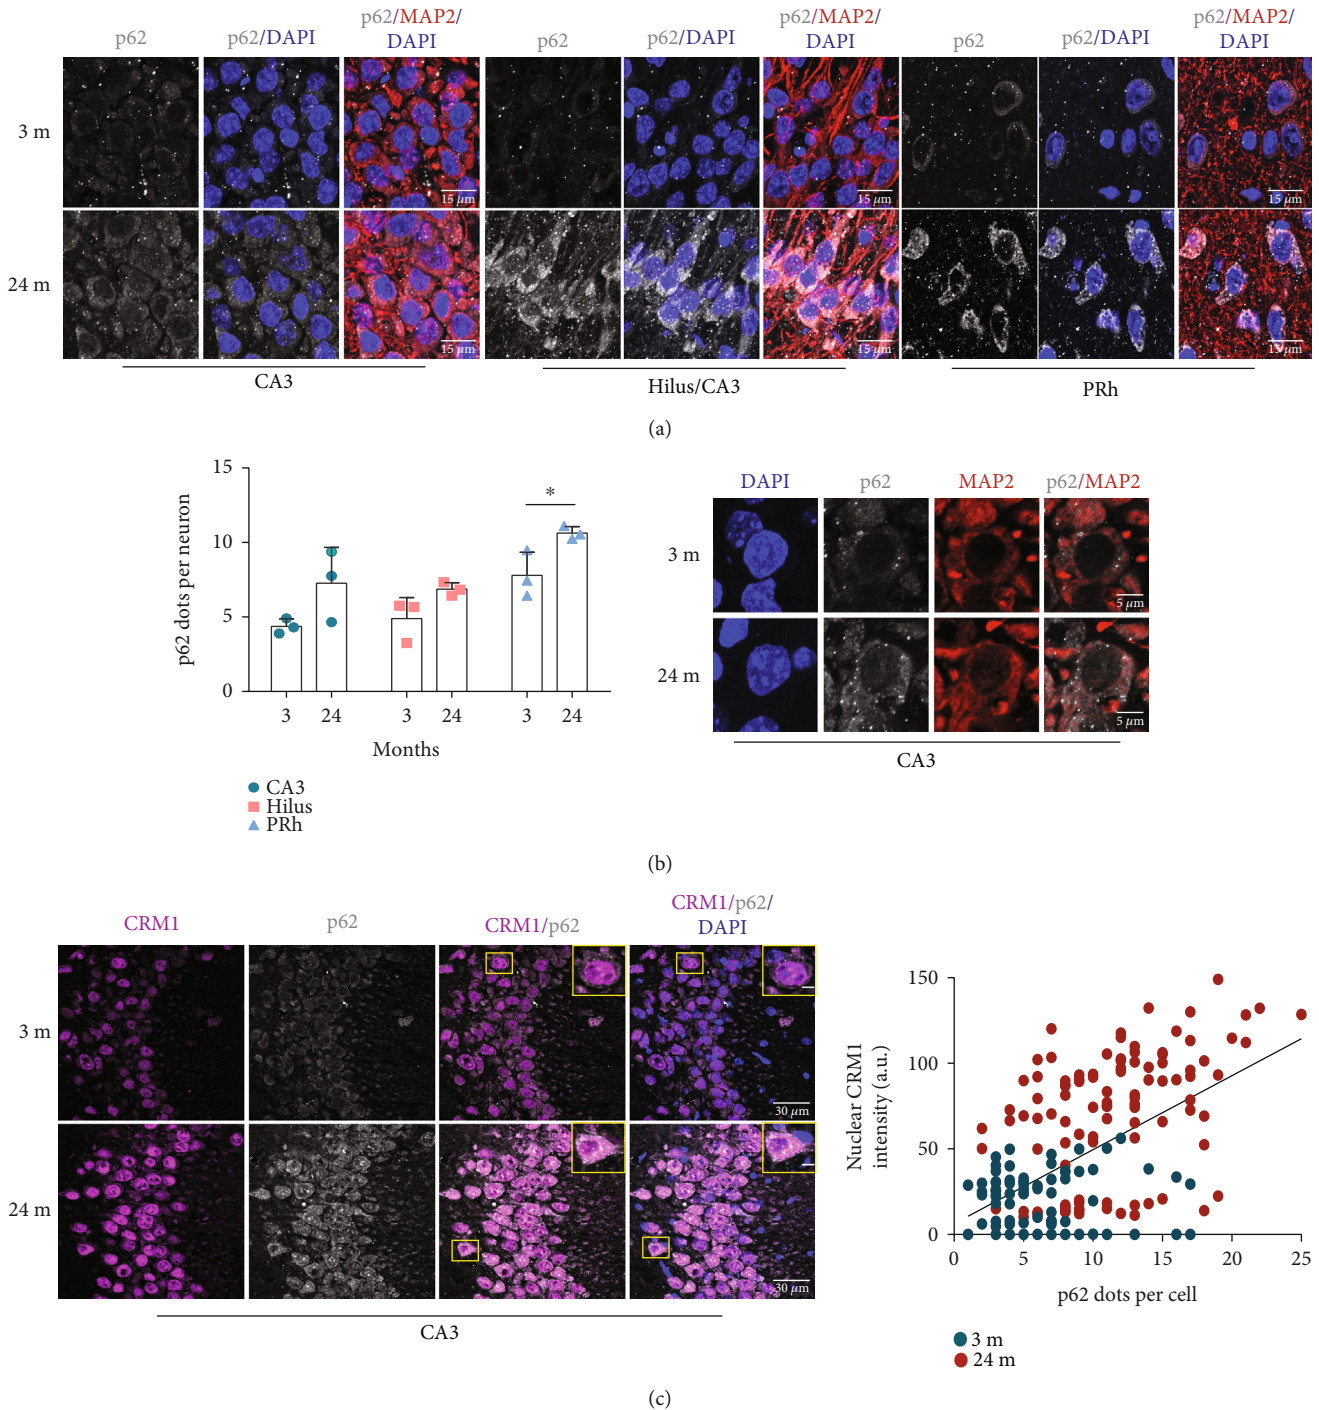 p62
p62/DAPI
p62/MAP2/
DAPI
p62
p62/DAPI
p62/MAP2/
DAPI
p62
p62/DAPI
p62/MAP2/
DAPI
3 m
15 µm
15 µm
15 µm
24 m
15 µm
15 µm
15 µm
CA3
Hilus/CA3
PRh
(a)
p62 dots per neuron
15
10
5
0
*
3
24
3
24
3
24
Months
CA3
Hilus
PRh
DAPI
p62
MAP2
p62/MAP2
3 m
5 µm
24 m
5 µm
CA3
(b)
CRM1
p62
CRM1/p62
CRM1/p62/
DAPI
3 m
30 µm
24 m
30 µm
CA3
Nuclear CRM1
intensity (a.u.)
150
100
50
0
0
5
10
15
20
25
p62 dots per cell
3 m
24 m
(c)